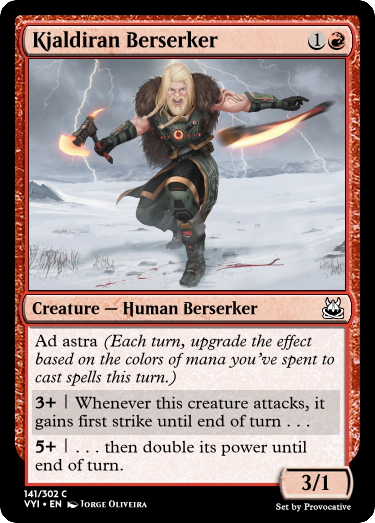 Kjaldiran Berserker 1
Creature — Human Berserker
Ad astra (Each turn, upgrade the effect
based on the colors of mana you've spent to
cast spells this turn.)
3+ | Whenever this creature attacks, it
gains first strike until end of turn . . .
5+ | . . . then double its power until
end of turn.
3/1
141/302 C
VYI • EN Jorge Oliveira
Set by Provocative